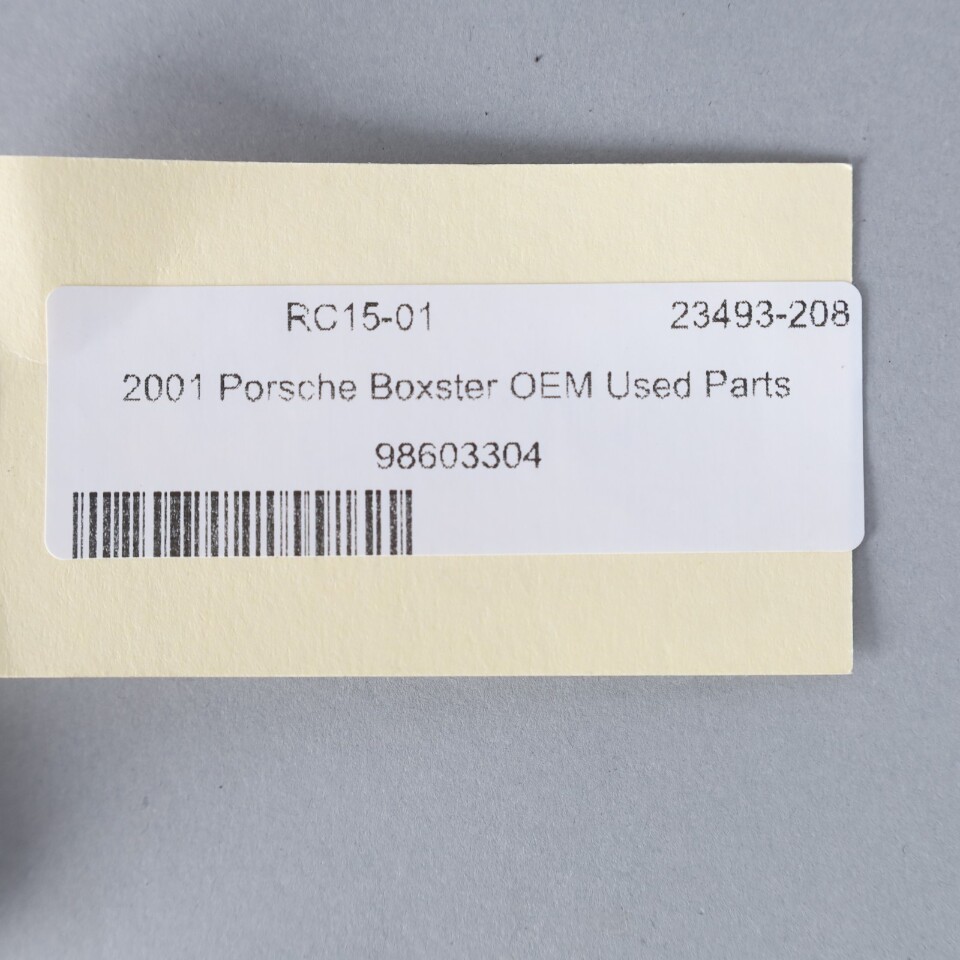 RC15-01 23493-208
2001 Porsche Boxster OEM Used Parts
98603304